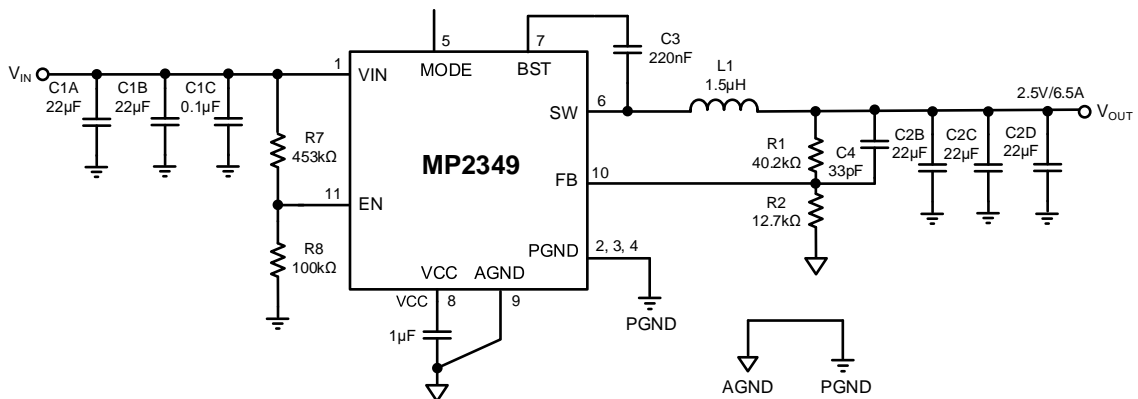 5
7
C3
220nF
VIN
1
VIN
MODE
BST
L1
1.5µH
C1A
22µF
C1B
22µF
C1C
0.1µF
SW
6
2.5V/6.5A
VOUT
R7
453kΩ
MP2349
R1
40.2kΩ
C4
33pF
C2B
22µF
C2C
22µF
C2D
22µF
FB
10
11
EN
R2
12.7kΩ
R8
100kΩ
PGND
2, 3, 4
VCC
AGND
VCC
8
9
PGND
1µF
AGND
PGND